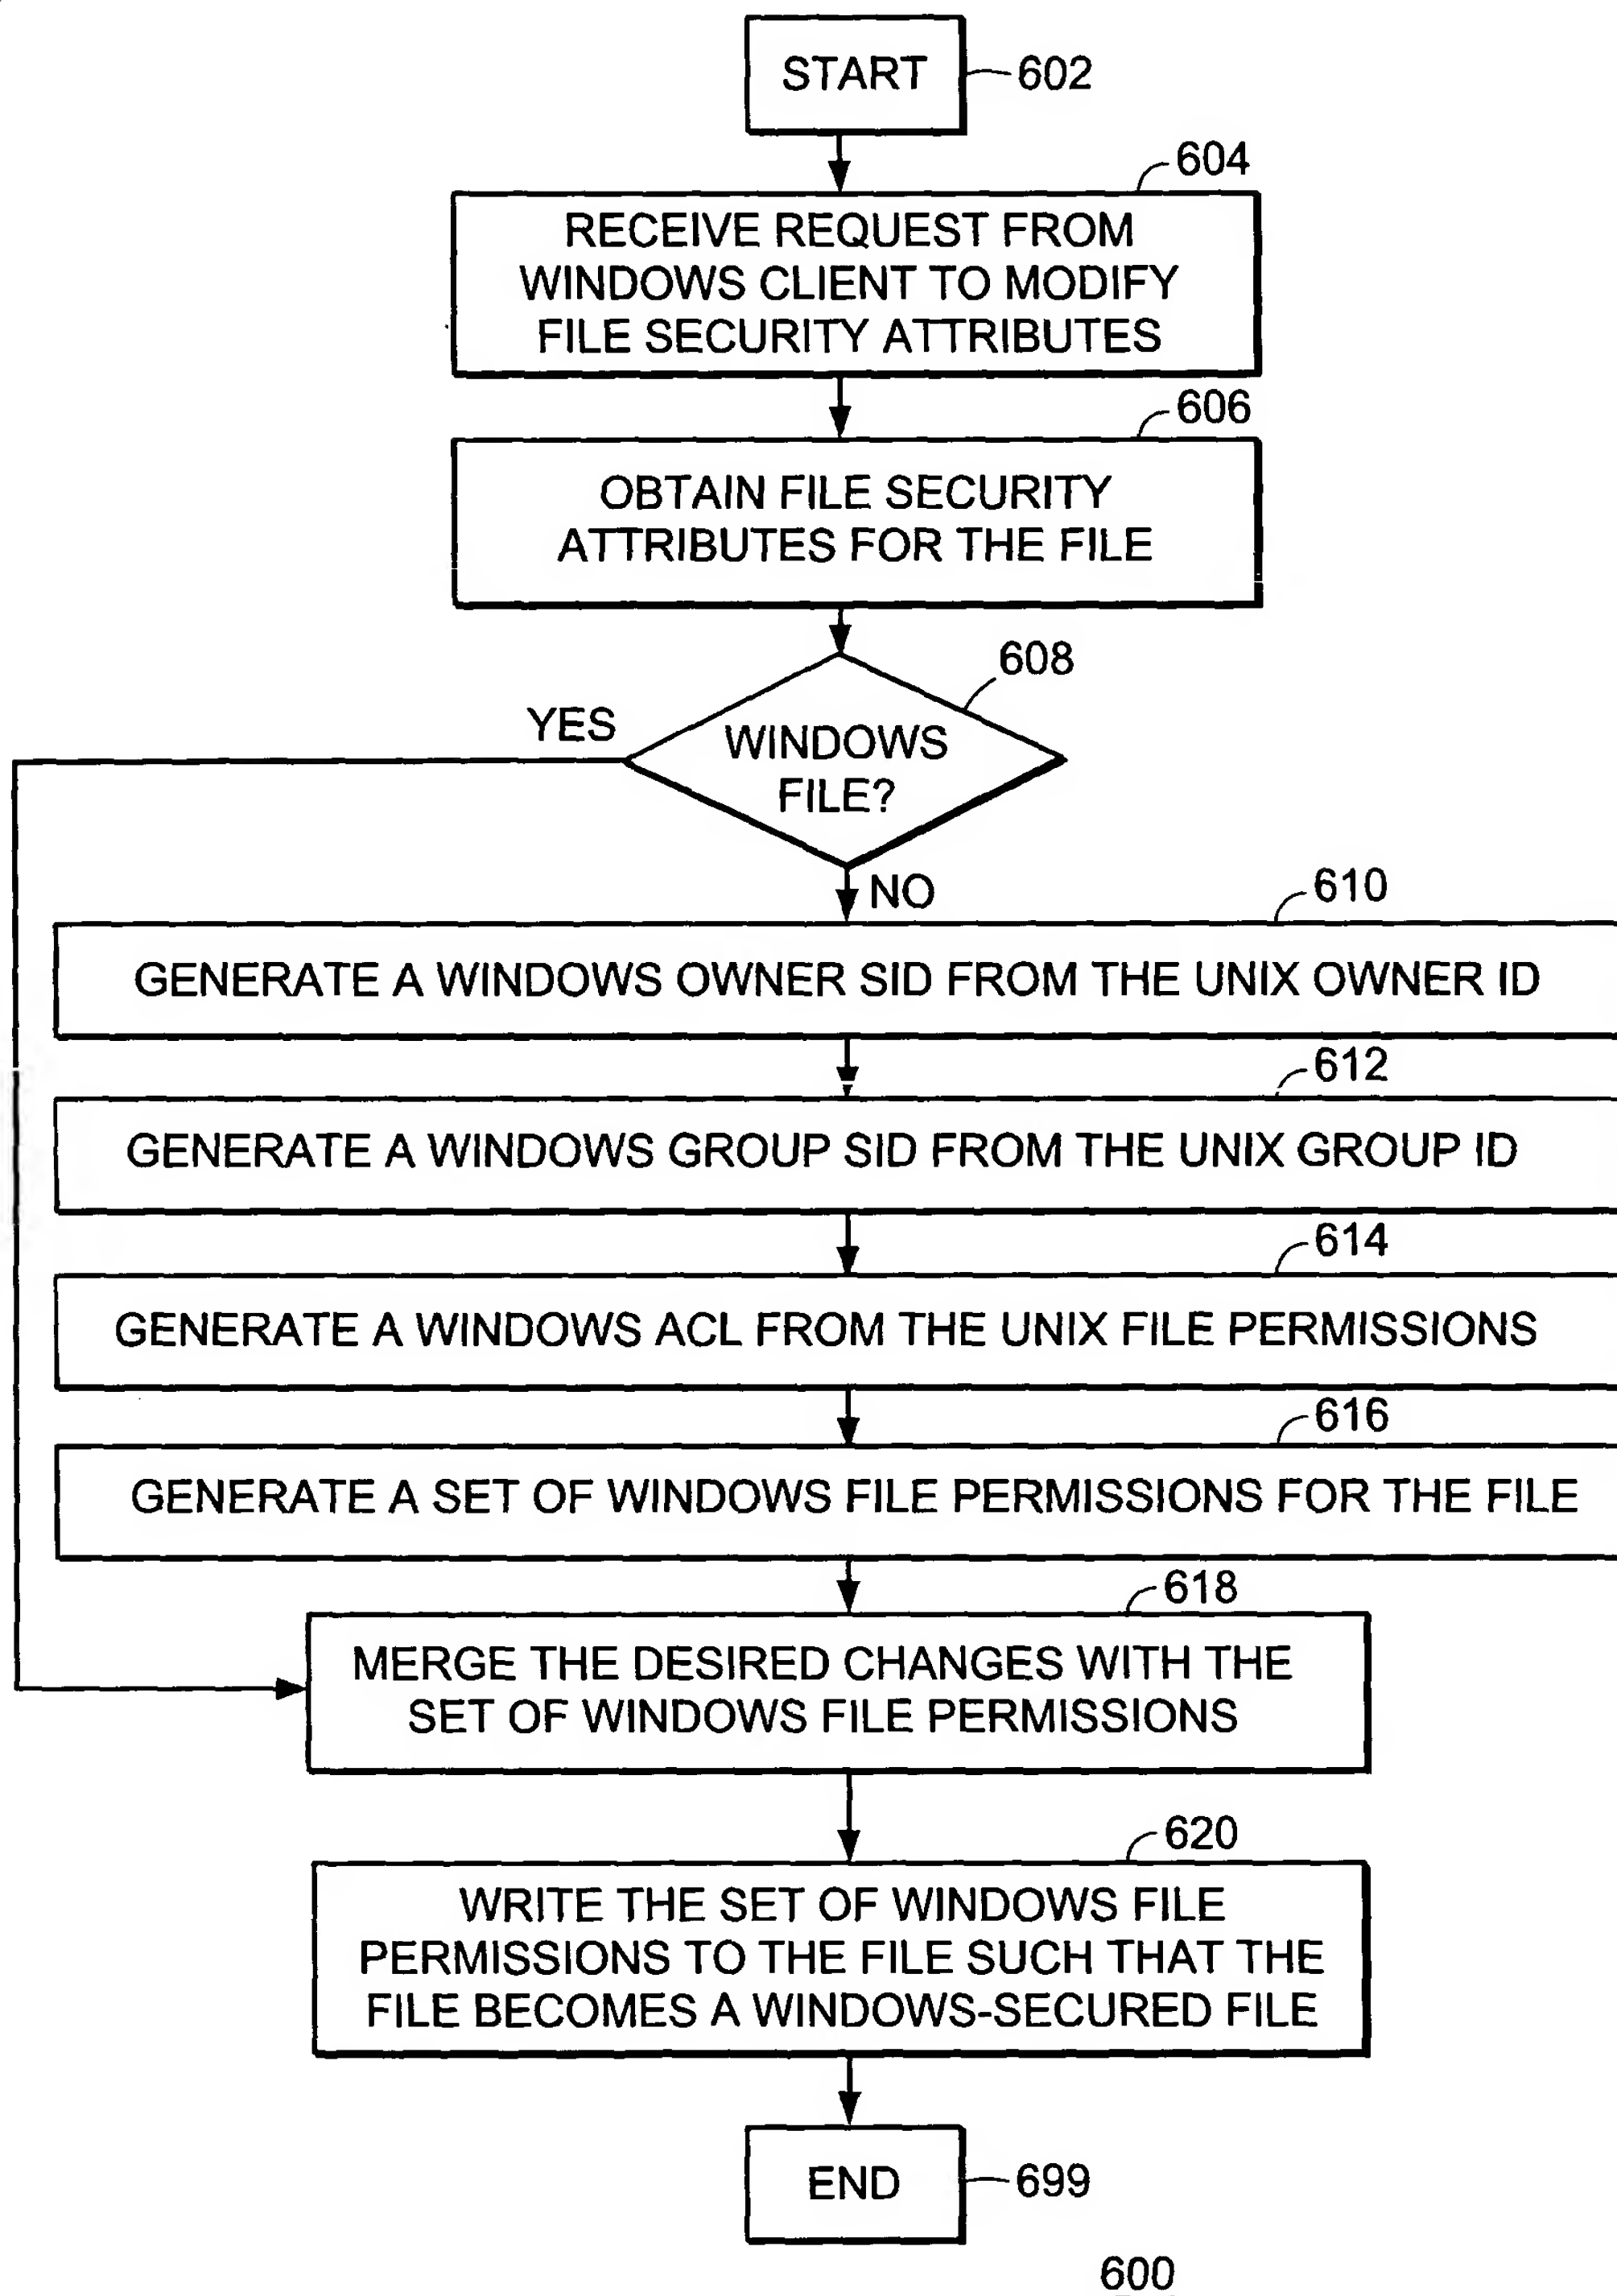 START
602
604
RECEIVE REQUEST FROM
WINDOWS CLIENT TO MODIFY
FILE SECURITY ATTRIBUTES
606
OBTAIN FILE SECURITY
ATTRIBUTES FOR THE FILE
608
YES
WINDOWS
FILE?
NO
610
GENERATE A WINDOWS OWNER SID FROM THE UNIX OWNER ID
612
GENERATE A WINDOWS GROUP SID FROM THE UNIX GROUP ID
614
GENERATE A WINDOWS ACL FROM THE UNIX FILE PERMISSIONS
616
GENERATE A SET OF WINDOWS FILE PERMISSIONS FOR THE FILE
618
MERGE THE DESIRED CHANGES WITH THE
SET OF WINDOWS FILE PERMISSIONS
620
WRITE THE SET OF WINDOWS FILE
PERMISSIONS TO THE FILE SUCH THAT THE
FILE BECOMES A WINDOWS-SECURED FILE
END
699
600